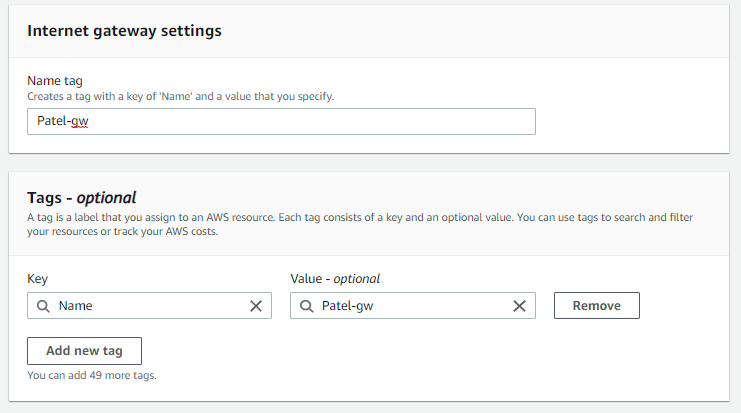 Internet gateway settings
Name tag
Creates a tag with a key of 'Name' and a value that you specify.
Patel-gw
Tags - optional
A tag is a label that you assign to an AWS resource. Each tag consists of a key and an optional value. You can use tags to search and filter
your resources or track your AWS costs.
Key
Value - optional
Name
Patel-gw
Remove
Add new tag
You can add 49 more tags.